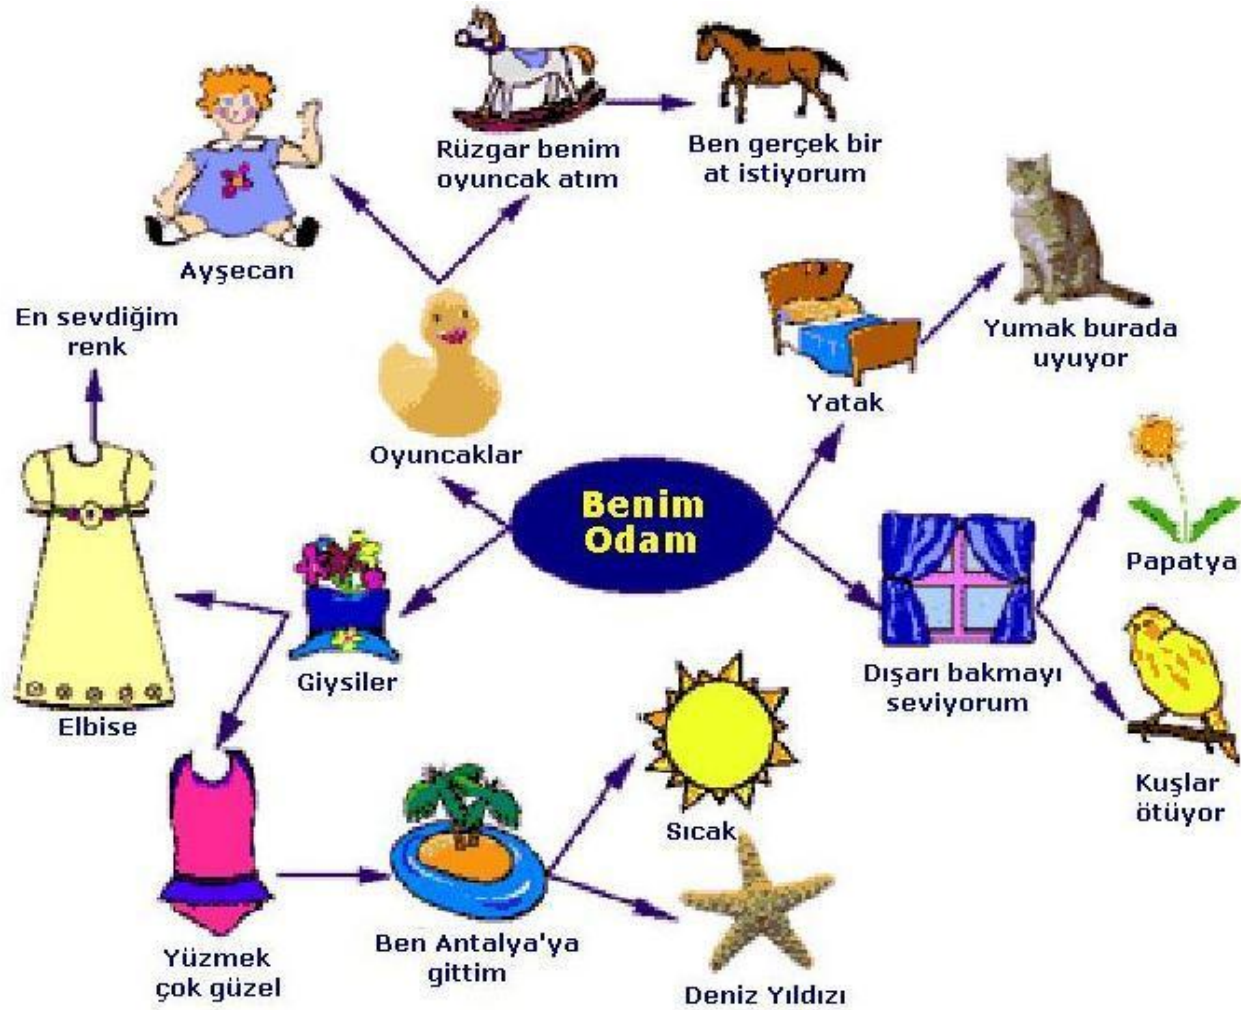 Rüzgar benim
oyuncak atım
Ben gerçek bir
at istiyorum
Ayşecan
En sevdiğim
renk
Yumak burada
uyuyor
Yatak
Oyuncaklar
Benim
Odam
Papatya
Giysiler
Dışarı bakmayı
seviyorum
Elbise
Kuşlar
ötüyor
Sıcak
Yüzmek
çok güzel
Ben Antalya'ya
gittim
Deniz Yıldızı